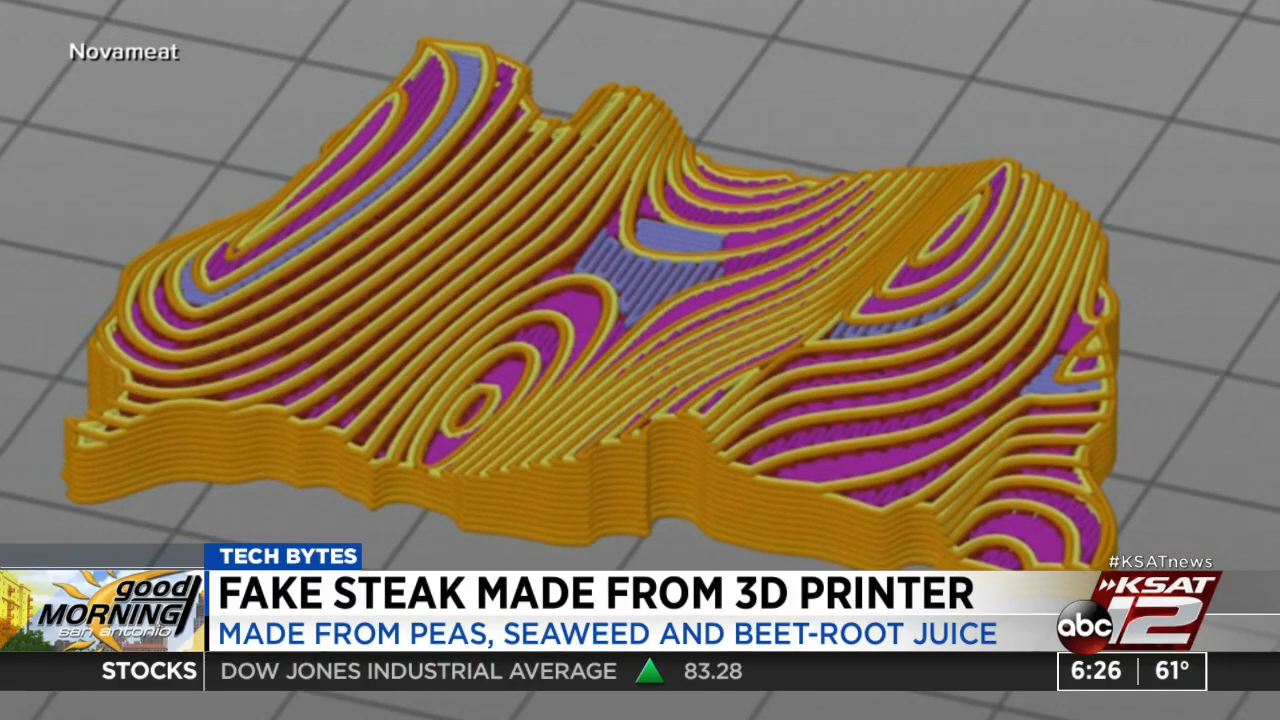 Novameat
#KSATnews
TECH BYTES
FAKE STEAK MADE FROM 3D PRINTER
MADE FROM PEAS, SEAWEED AND BEET-ROOT JUICE
good
MORNING
san antonio
KSAT
abc 12
STOCKS DOW JONES INDUSTRIAL AVERAGE 83.28
6:26 61°